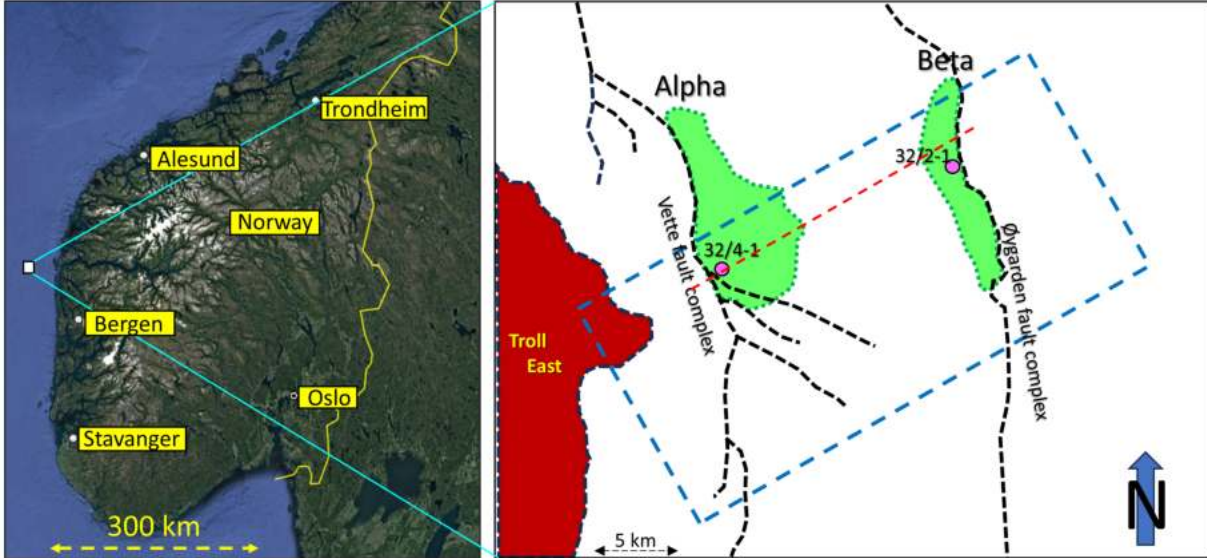 Trondheim
Alesund
Norway
Bergen
Oslo
Stavanger
300 km
Alpha
Beta
32/2-1
32/4-1
Vette fault complex
Øygarden fault complex
Troll
East
5 km
N